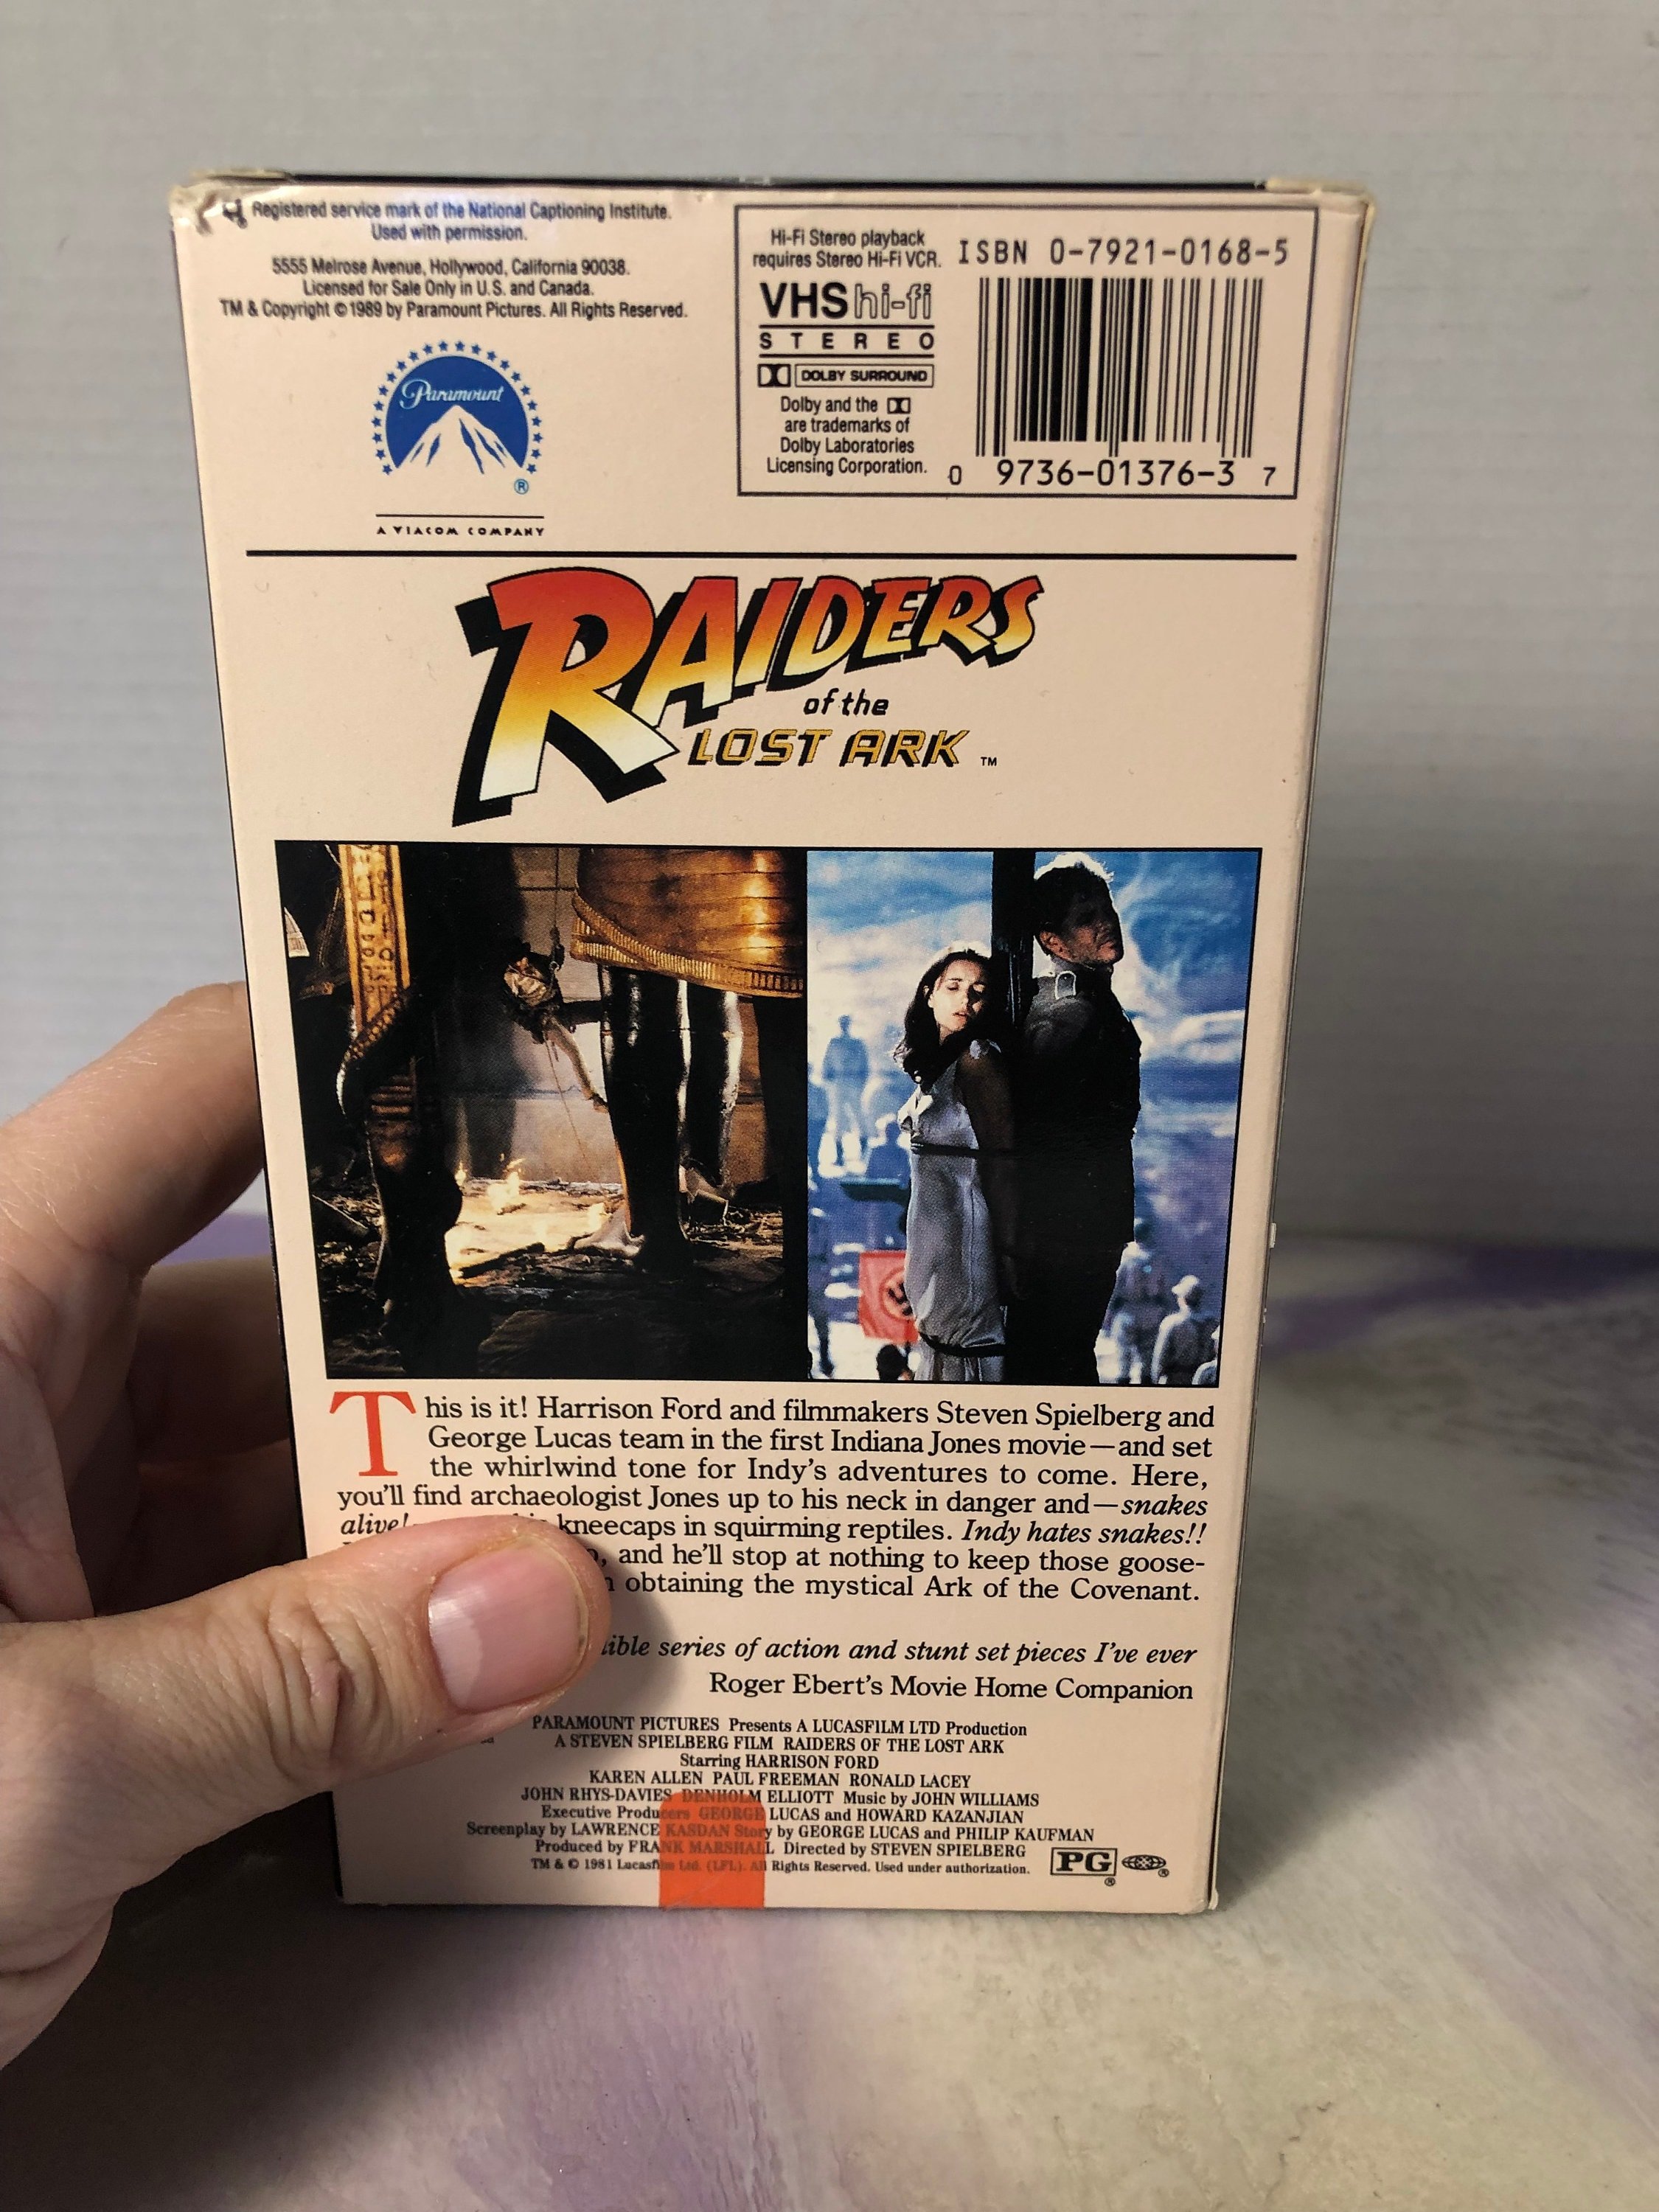 Registered service mark of the National Captioning Institute.
Used with permission.
5555 Melrose Avenue, Hollywood, California 90038.
Licensed for Sale Only in U.S. and Canada.
TM & Copyright © 1989 by Paramount Pictures. All Rights Reserved.
Paramount
®
A VIACOM COMPANY
Hi-Fi Stereo playback
requires Stereo Hi-Fi VCR.
VHS hi-fi
STEREO
DOLBY SURROUND
Dolby and the
are trademarks of
Dolby Laboratories
Licensing Corporation.
ISBN 0-7921-0168-5
0 9736-01376-3 7
RAIDERS
of the
LOST ARK ™
This is it! Harrison Ford and filmmakers Steven Spielberg and
George Lucas team in the first Indiana Jones movie—and set
the whirlwind tone for Indy's adventures to come. Here,
you'll find archaeologist Jones up to his neck in danger and—snakes
alive! kneecaps in squirming reptiles. Indy hates snakes!!
and he'll stop at nothing to keep those goose-
obtaining the mystical Ark of the Covenant.
series of action and stunt set pieces I've ever
Roger Ebert's Movie Home Companion
PARAMOUNT PICTURES Presents A LUCASFILM LTD Production
A STEVEN SPIELBERG FILM RAIDERS OF THE LOST ARK
Starring HARRISON FORD
KAREN ALLEN PAUL FREEMAN RONALD LACEY
JOHN RHYS-DAVIES DENHOLM ELLIOTT Music by JOHN WILLIAMS
Executive Producers GEORGE LUCAS and HOWARD KAZANJIAN
Screenplay by LAWRENCE KASDAN Story by GEORGE LUCAS and PHILIP KAUFMAN
Produced by FRANK MARSHALL Directed by STEVEN SPIELBERG
TM & © 1981 Lucasfilm Ltd. (LFL). All Rights Reserved. Used under authorization.
PG ® ®